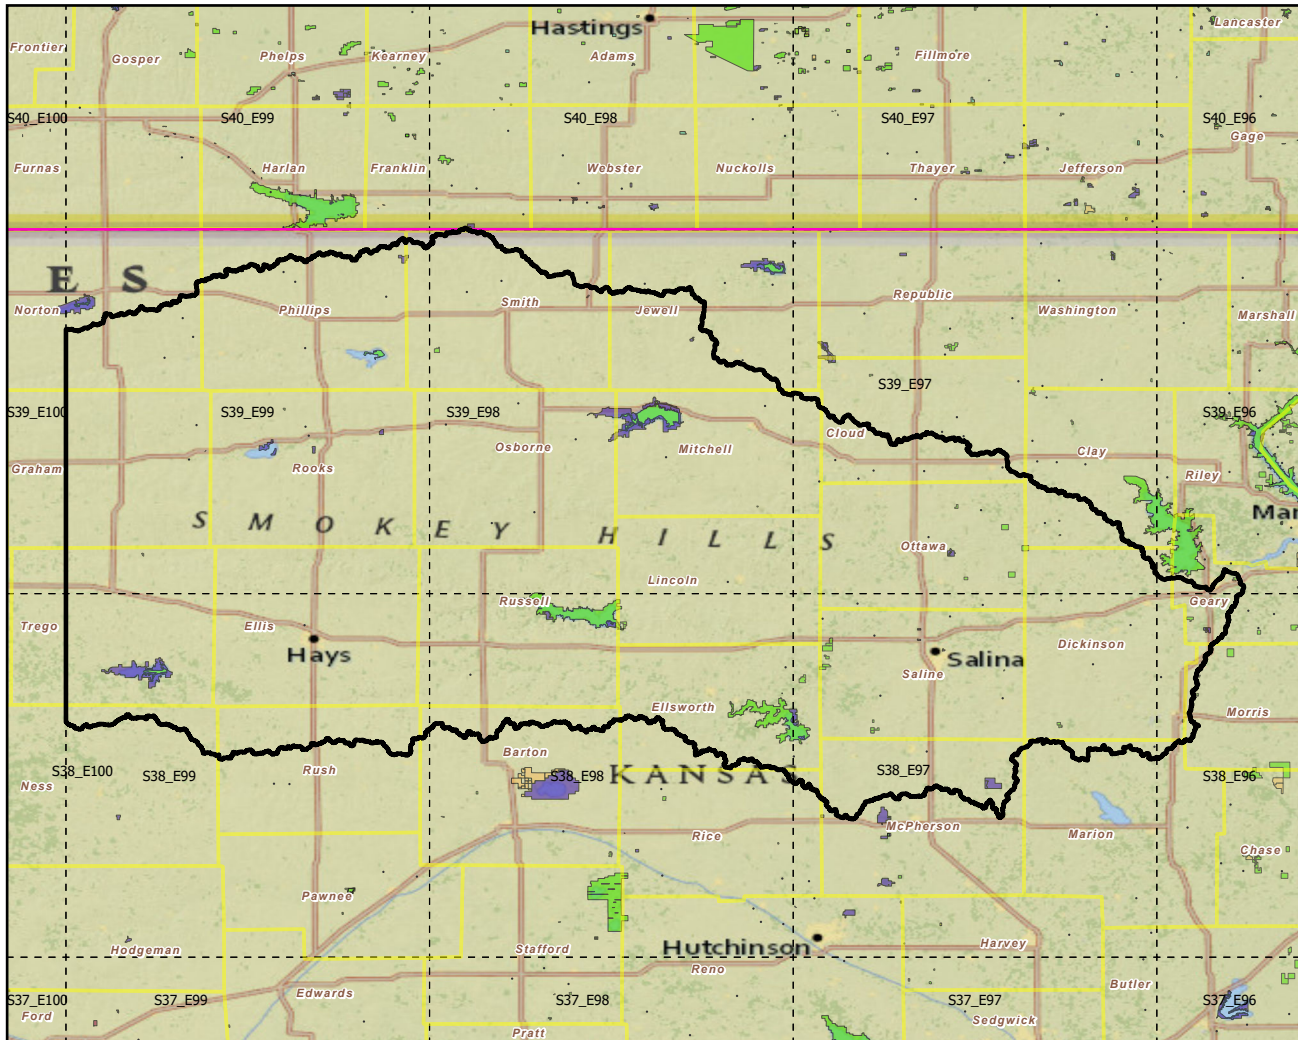 Hastings
Lancaster
Frontier
Gosper
Phelps
Kearney
Adams
Fillmore
S40_E100
S40_E99
S40_E98
S40_E97
S40_E96
Gage
Furnas
Harlan
Franklin
Webster
Nuckolls
Thayer
Jefferson
E S
Norton
Phillips
Smith
Jewell
Republic
Washington
Marshall
S39_E100
S39_E99
S39_E98
S39_E97
S39_E96
Graham
Rooks
Osborne
Mitchell
Cloud
Clay
Riley
Man
SMOKEY HILLS
Ottawa
Lincoln
Russell
Geary
Trego
Ellis
Hays
Dickinson
Salina
Saline
Ellsworth
Morris
Barton
S38_E100
S38_E99
Rush
S38_E98
KANSAS
S38_E97
S38_E96
Ness
Rice
McPherson
Marion
Chase
Pawnee
Hodgeman
Stafford
Hutchinson
Reno
Harvey
Edwards
Butler
S37_E100
S37_E99
S37_E98
S37_E97
S37_E96
Ford
Pratt
Sedgwick